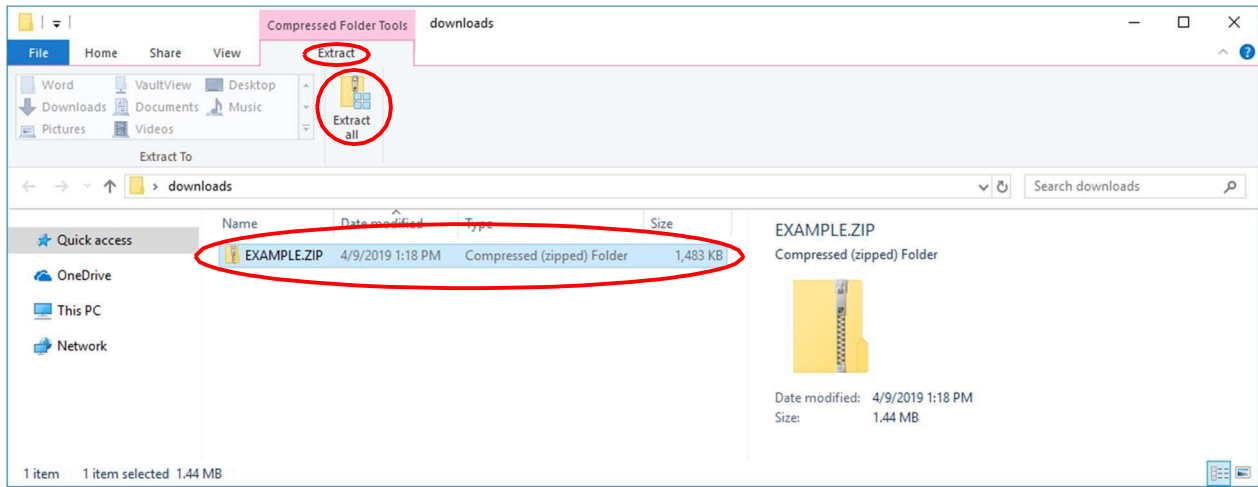 Compressed Folder Tools downloads
File Home Share View Extract
Word VaultView Desktop
Downloads Documents Music
Pictures Videos
Extract all
Extract To
downloads
Search downloads
Name Date modified Type Size
Quick access
OneDrive
This PC
Network
EXAMPLE.ZIP 4/9/2019 1:18 PM Compressed (zipped) Folder 1,483 KB
EXAMPLE.ZIP
Compressed (zipped) Folder
Date modified: 4/9/2019 1:18 PM
Size: 1.44 MB
1 item 1 item selected 1.44 MB